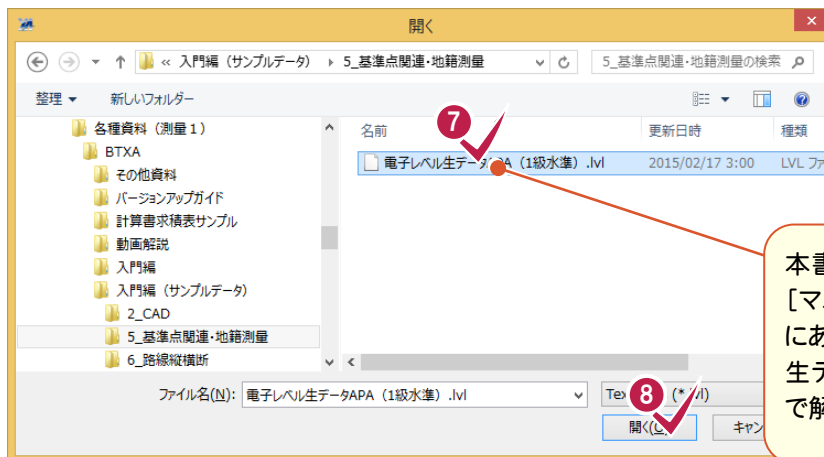 開く
« 入門編（サンプルデータ） ▸ 5_基準点関連・地籍測量
5_基準点関連・地籍測量の検索
整理 ▼ 新しいフォルダー
各種資料（測量１）
BTXA
その他資料
バージョンアップガイド
計算書求積表サンプル
動画解説
入門編
入門編（サンプルデータ）
2_CAD
5_基準点関連・地籍測量
6_路線縦横断
名前 更新日時 種類
7
電子レベル生データAPA（1級水準）.lvl 2015/02/17 3:00 LVL ファ
本書
[マニ
にあ
生デ
で解
ファイル名(N): 電子レベル生データAPA（1級水準）.lvl
8
開く(O)
キャン